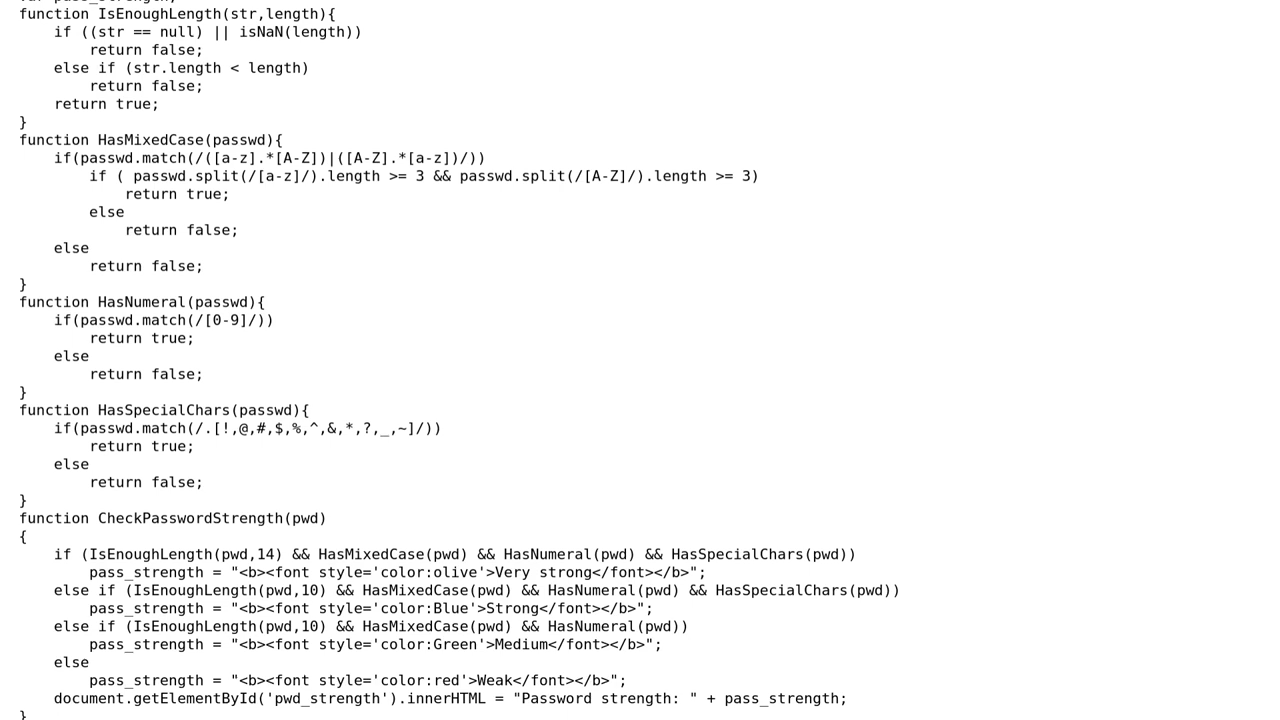 var pass_strength;
function IsEnoughLength(str,length){
    if ((str == null) || isNaN(length))
        return false;
    else if (str.length < length)
        return false;
    return true;
}
function HasMixedCase(passwd){
    if(passwd.match(/([a-z].*[A-Z])|([A-Z].*[a-z])/))
        if ( passwd.split(/[a-z]/).length >= 3 && passwd.split(/[A-Z]/).length >= 3)
            return true;
        else
            return false;
    else
        return false;
}
function HasNumeral(passwd){
    if(passwd.match(/[0-9]/))
        return true;
    else
        return false;
}
function HasSpecialChars(passwd){
    if(passwd.match(/.[!,@,#,$,%,^,&,*,?,_,~]/))
        return true;
    else
        return false;
}
function CheckPasswordStrength(pwd)
{
    if (IsEnoughLength(pwd,14) && HasMixedCase(pwd) && HasNumeral(pwd) && HasSpecialChars(pwd))
        pass_strength = "<b><font style='color:olive'>Very strong</font></b>";
    else if (IsEnoughLength(pwd,10) && HasMixedCase(pwd) && HasNumeral(pwd) && HasSpecialChars(pwd))
        pass_strength = "<b><font style='color:Blue'>Strong</font></b>";
    else if (IsEnoughLength(pwd,10) && HasMixedCase(pwd) && HasNumeral(pwd))
        pass_strength = "<b><font style='color:Green'>Medium</font></b>";
    else
        pass_strength = "<b><font style='color:red'>Weak</font></b>";
    document.getElementById('pwd_strength').innerHTML = "Password strength: " + pass_strength;
}